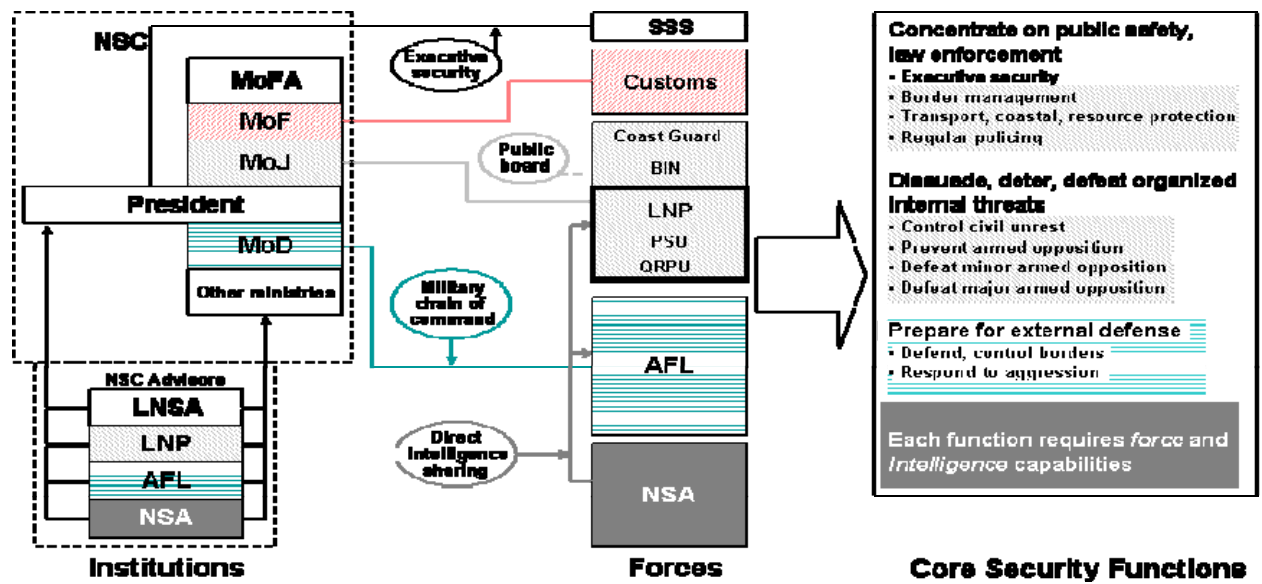 NSC
MoFA
MoF
MoJ
President
MoD
Other ministries
NSC Advisors
LNSA
LNP
AFL
NSA
Institutions
Executive
security
Public
board
Military
chain of
command
Direct
intelligence
sharing
SSS
Customs
Coast Guard
BIN
LNP
PSU
QRPU
AFL
NSA
Forces
Concentrate on public safety,
law enforcement
• Executive security
• Border management
• Transport, coastal, resource protection
• Regular policing
Dissuade, deter, defeat organized
internal threats
• Control civil unrest
• Prevent armed opposition
• Defeat minor armed opposition
• Defeat major armed opposition
Prepare for external defense
• Defend, control borders
• Respond to aggression
Each function requires force and
intelligence capabilities
Core Security Functions